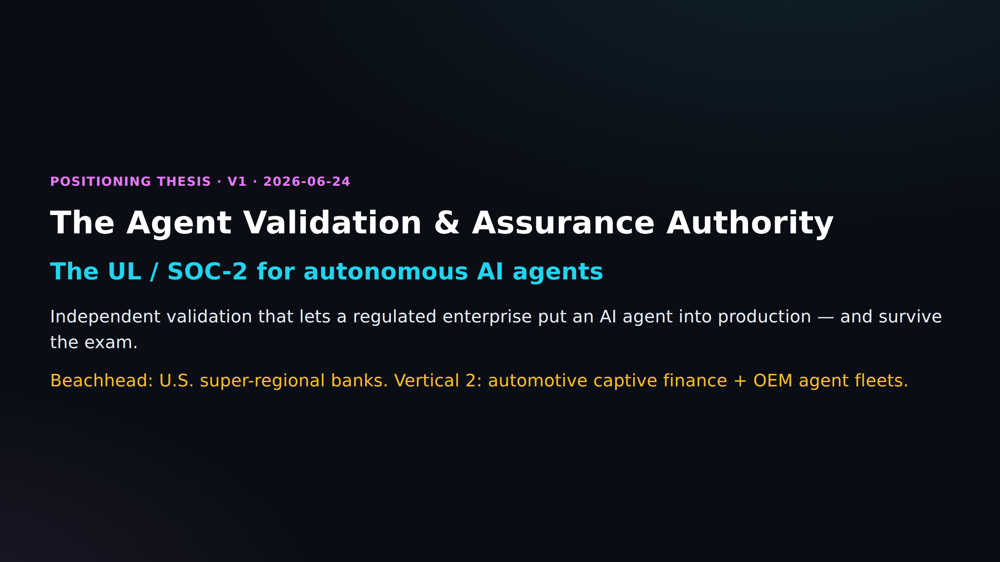 POSITIONING THESIS · V1 · 2026-06-24
The Agent Validation & Assurance Authority
The UL / SOC-2 for autonomous AI agents
Independent validation that lets a regulated enterprise put an AI agent into production — and survive
the exam.
Beachhead: U.S. super-regional banks. Vertical 2: automotive captive finance + OEM agent fleets.